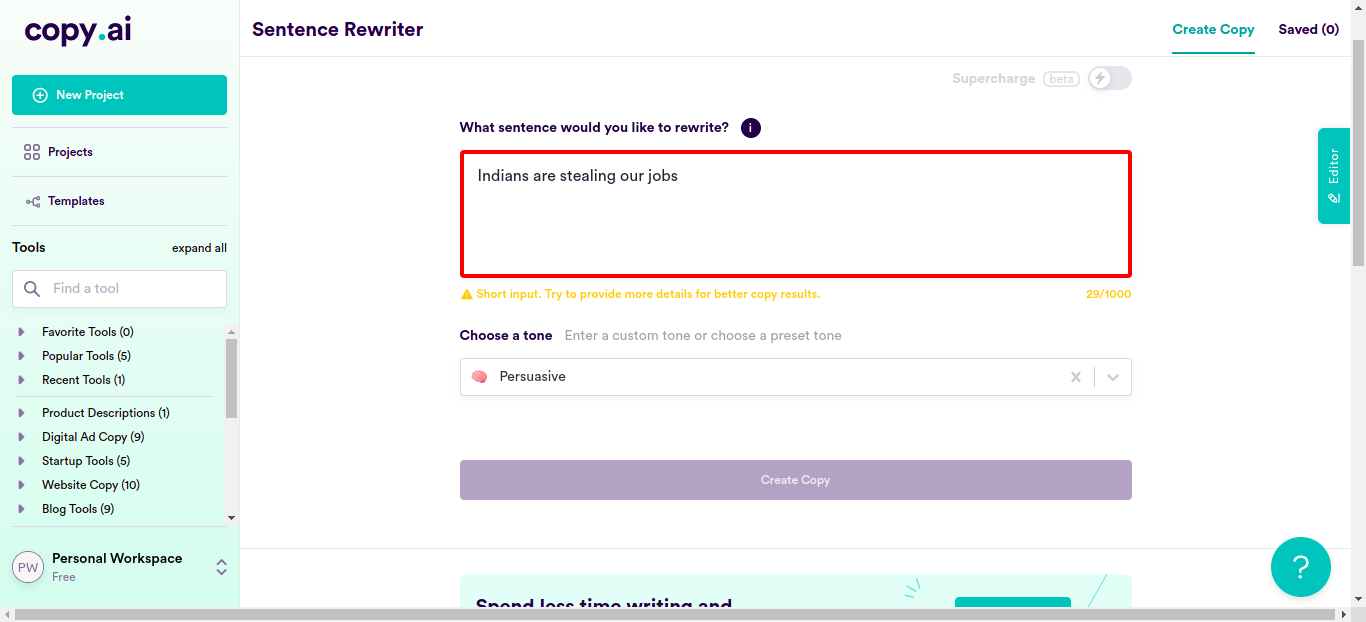 copy.ai
Sentence Rewriter
Create Copy
Saved (0)
New Project
Projects
Templates
Tools
expand all
Find a tool
Favorite Tools (0)
Popular Tools (5)
Recent Tools (1)
Product Descriptions (1)
Digital Ad Copy (9)
Startup Tools (5)
Website Copy (10)
Blog Tools (9)
PW
Personal Workspace
Free
Supercharge beta
What sentence would you like to rewrite? i
Indians are stealing our jobs
Short input. Try to provide more details for better copy results.
29/1000
Choose a tone Enter a custom tone or choose a preset tone
Persuasive
Create Copy
Spend less time writing and
Editor
?